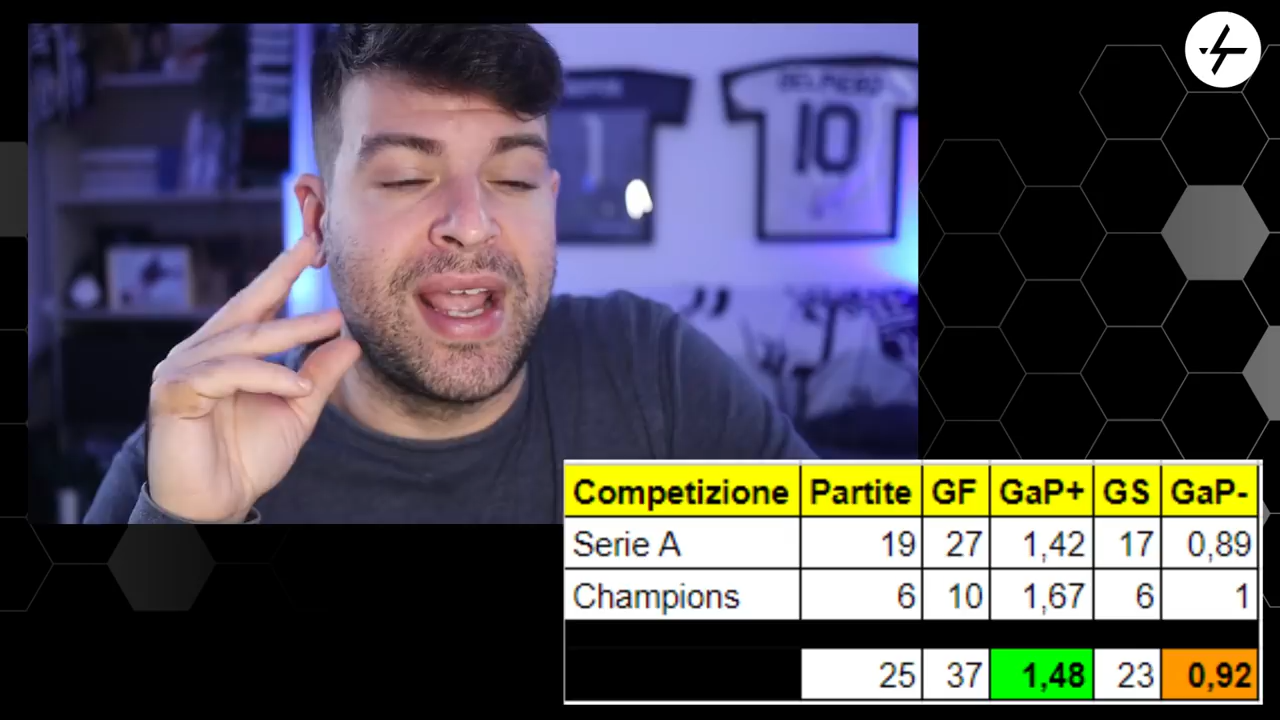 DEL PIERO
10
Competizione Partite GF GaP+ GS GaP-
Serie A 19 27 1,42 17 0,89
Champions 6 10 1,67 6 1
25 37 1,48 23 0,92